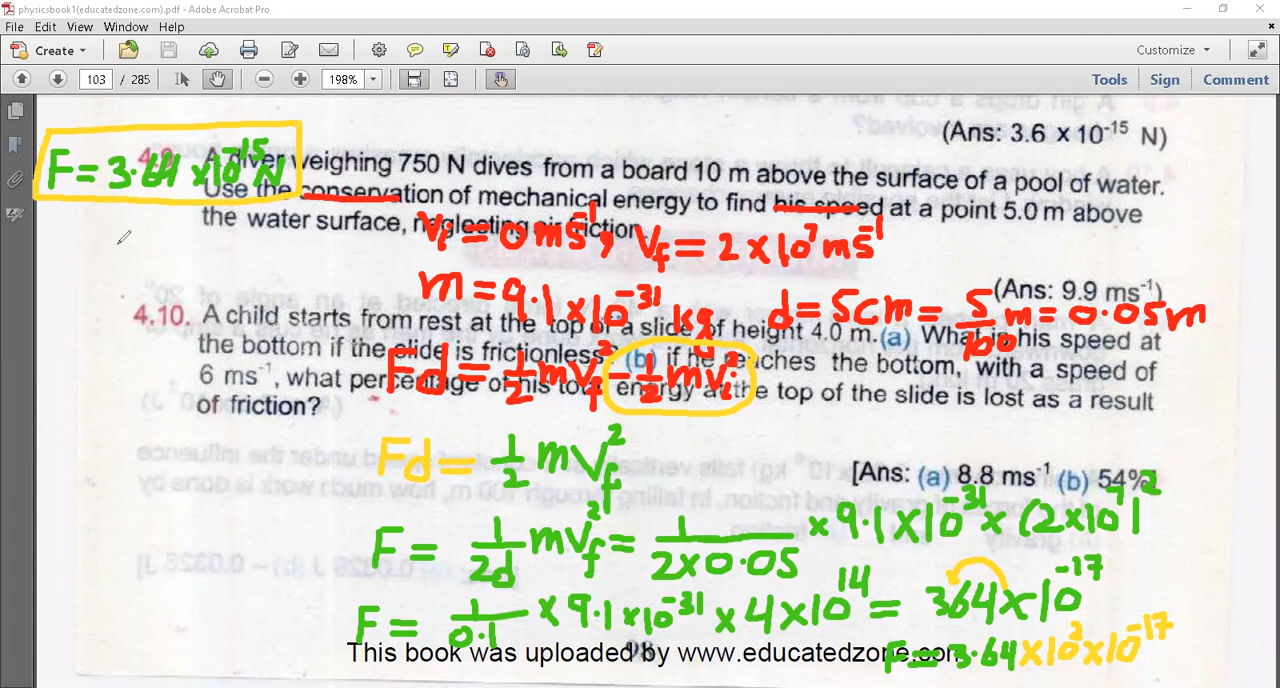 physicsbook1(educatedzone.com).pdf - Adobe Acrobat Pro
File Edit View Window Help
Create Customize
103 / 285 198% Tools Sign Comment
(Ans: 3.6 x 10⁻¹⁵ N)
F = 3.64 × 10⁻¹⁵ N
4.9. A diver weighing 750 N dives from a board 10 m above the surface of a pool of water.
Use the conservation of mechanical energy to find his speed at a point 5.0 m above
the water surface, neglecting air friction.
Vᵢ = 0 ms⁻¹, V_f = 2 × 10⁷ ms⁻¹
(Ans: 9.9 ms⁻¹)
m = 9.1 × 10⁻³¹ kg d = 5cm = 5/100 m = 0.05m
4.10. A child starts from rest at the top of a slide of height 4.0 m. (a) What is his speed at
the bottom if the slide is frictionless (b) if he reaches the bottom, with a speed of
6 ms⁻¹, what percentage of his total energy at the top of the slide is lost as a result
of friction?
Fd = 1/2 mv_f² - 1/2 mvᵢ²
Fd = 1/2 mv_f²
[Ans: (a) 8.8 ms⁻¹ (b) 54%]
F = 1/2d mv_f² = 1/(2×0.05) × 9.1 × 10⁻³¹ × (2×10⁷)²
F = 1/0.1 × 9.1 × 10⁻³¹ × 4 × 10¹⁴ = 364 × 10⁻¹⁷
F = 3.64 × 10² × 10⁻¹⁷
98
This book was uploaded by www.educatedzone.com